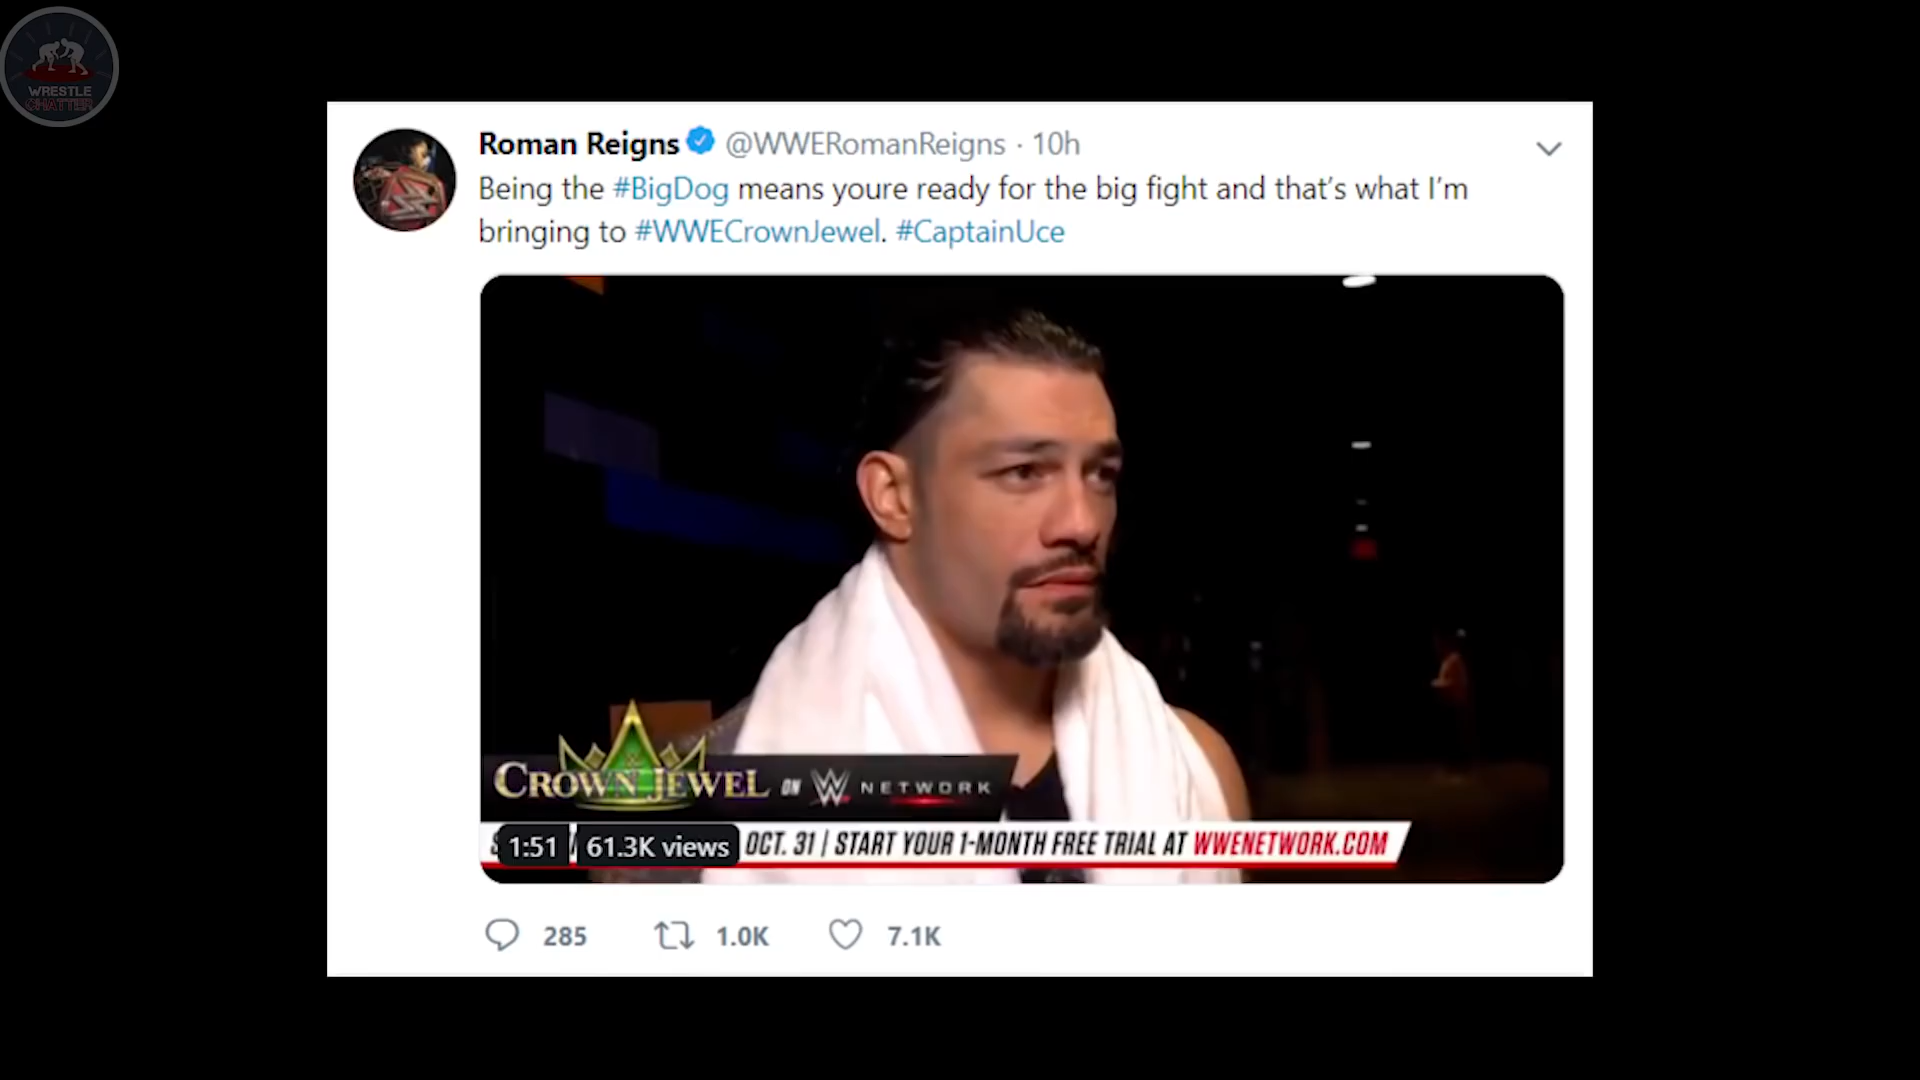 WRESTLE
CHATTER
Roman Reigns @WWERomanReigns · 10h
Being the #BigDog means youre ready for the big fight and that's what I'm
bringing to #WWECrownJewel. #CaptainUce
CROWN JEWEL ON W NETWORK
1:51 61.3K views OCT. 31 | START YOUR 1-MONTH FREE TRIAL AT WWENETWORK.COM
285 1.0K 7.1K